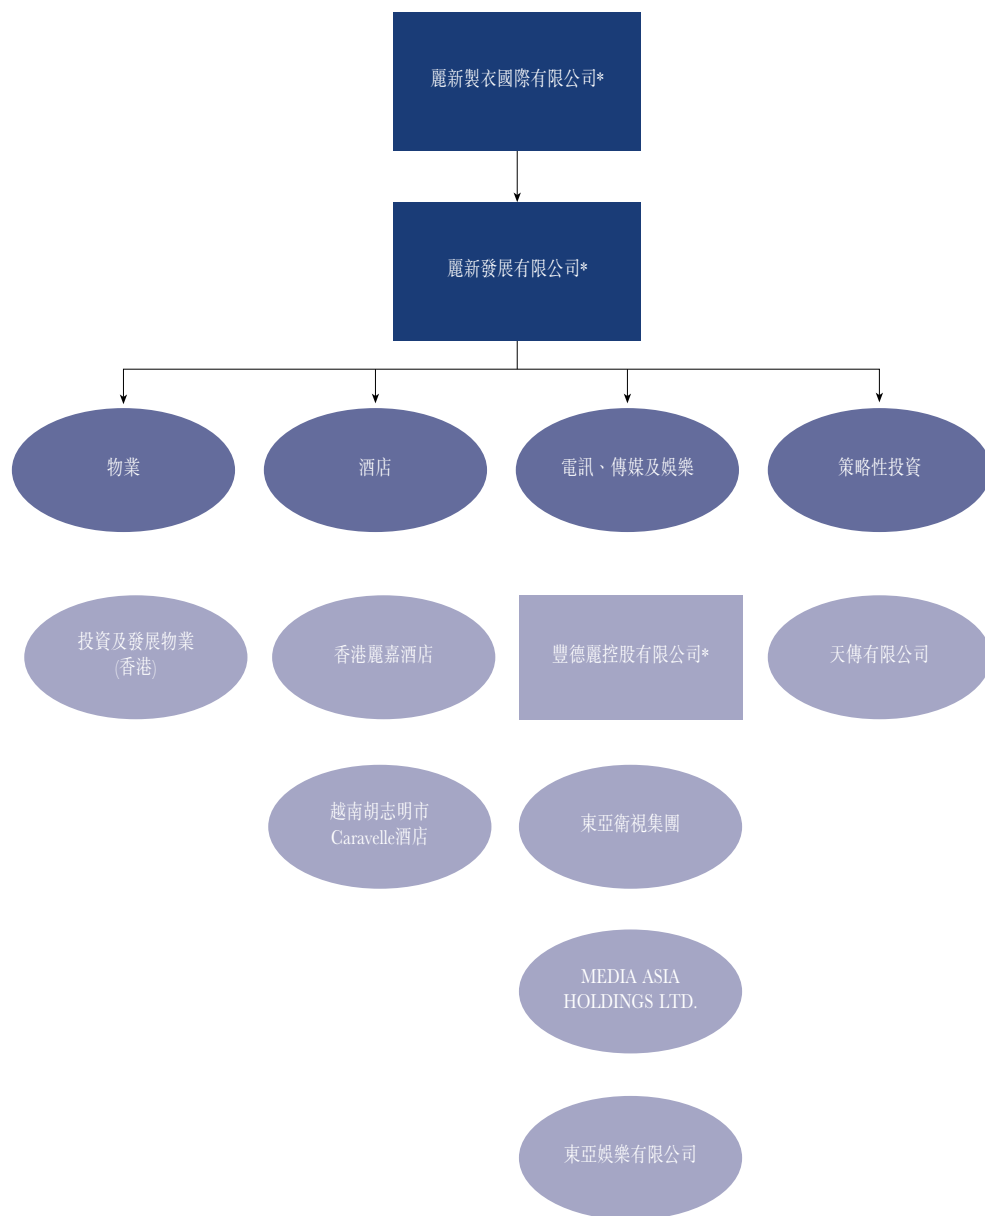 麗新製衣國際有限公司*
麗新發展有限公司*
物業
酒店
電訊、傳媒及娛樂
策略性投資
投資及發展物業
(香港)
香港麗嘉酒店
豐德麗控股有限公司*
天傳有限公司
越南胡志明市
Caravelle酒店
東亞衛視集團
MEDIA ASIA
HOLDINGS LTD.
東亞娛樂有限公司